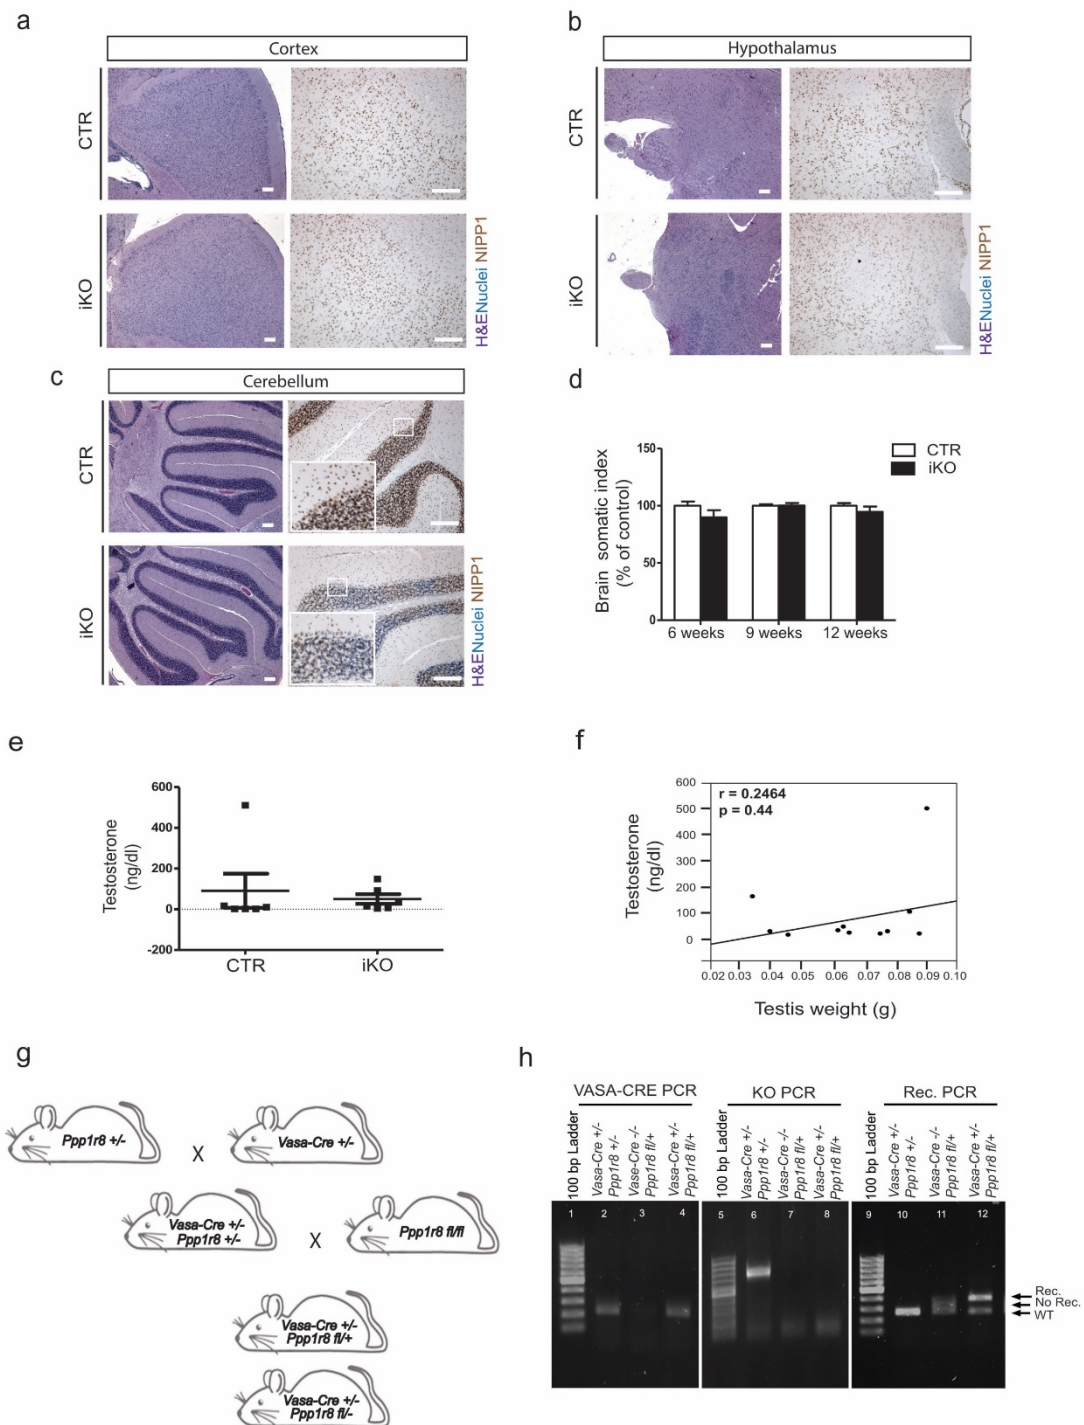 a
Cortex
CTR
iKO
H&E Nuclei NIPP1
b
Hypothalamus
CTR
iKO
H&E Nuclei NIPP1
c
Cerebellum
CTR
iKO
H&E Nuclei NIPP1
d
Brain somatic index
(% of control)
150
100
50
0
6 weeks 9 weeks 12 weeks
CTR
iKO
e
Testosterone
(ng/dl)
600
400
200
0
-200
CTR iKO
f
r = 0.2464
p = 0.44
Testosterone
(ng/dl)
600
500
400
300
200
100
0
0.02 0.03 0.04 0.05 0.06 0.07 0.08 0.09 0.10
Testis weight (g)
g
Ppp1r8 +/-
X
Vasa-Cre +/-
Vasa-Cre +/-
Ppp1r8 +/-
X
Ppp1r8 fl/fl
Vasa-Cre +/-
Ppp1r8 fl/+
Vasa-Cre +/-
Ppp1r8 fl/-
h
VASA-CRE PCR KO PCR Rec. PCR
100 bp Ladder
Vasa-Cre +/-
Ppp1r8 +/-
Vase-Cre -/-
Ppp1r8 fl/+
Vasa-Cre +/-
Ppp1r8 fl/+
100 bp Ladder
Vasa-Cre +/-
Ppp1r8 +/-
Vasa-Cre -/-
Ppp1r8 fl/+
Vasa-Cre +/-
Ppp1r8 fl/+
100 bp Ladder
Vasa-Cre +/-
Ppp1r8 +/-
Vasa-Cre -/-
Ppp1r8 fl/+
Vasa-Cre +/-
Ppp1r8 fl/+
1 2 3 4 5 6 7 8 9 10 11 12
Rec.
No Rec.
WT